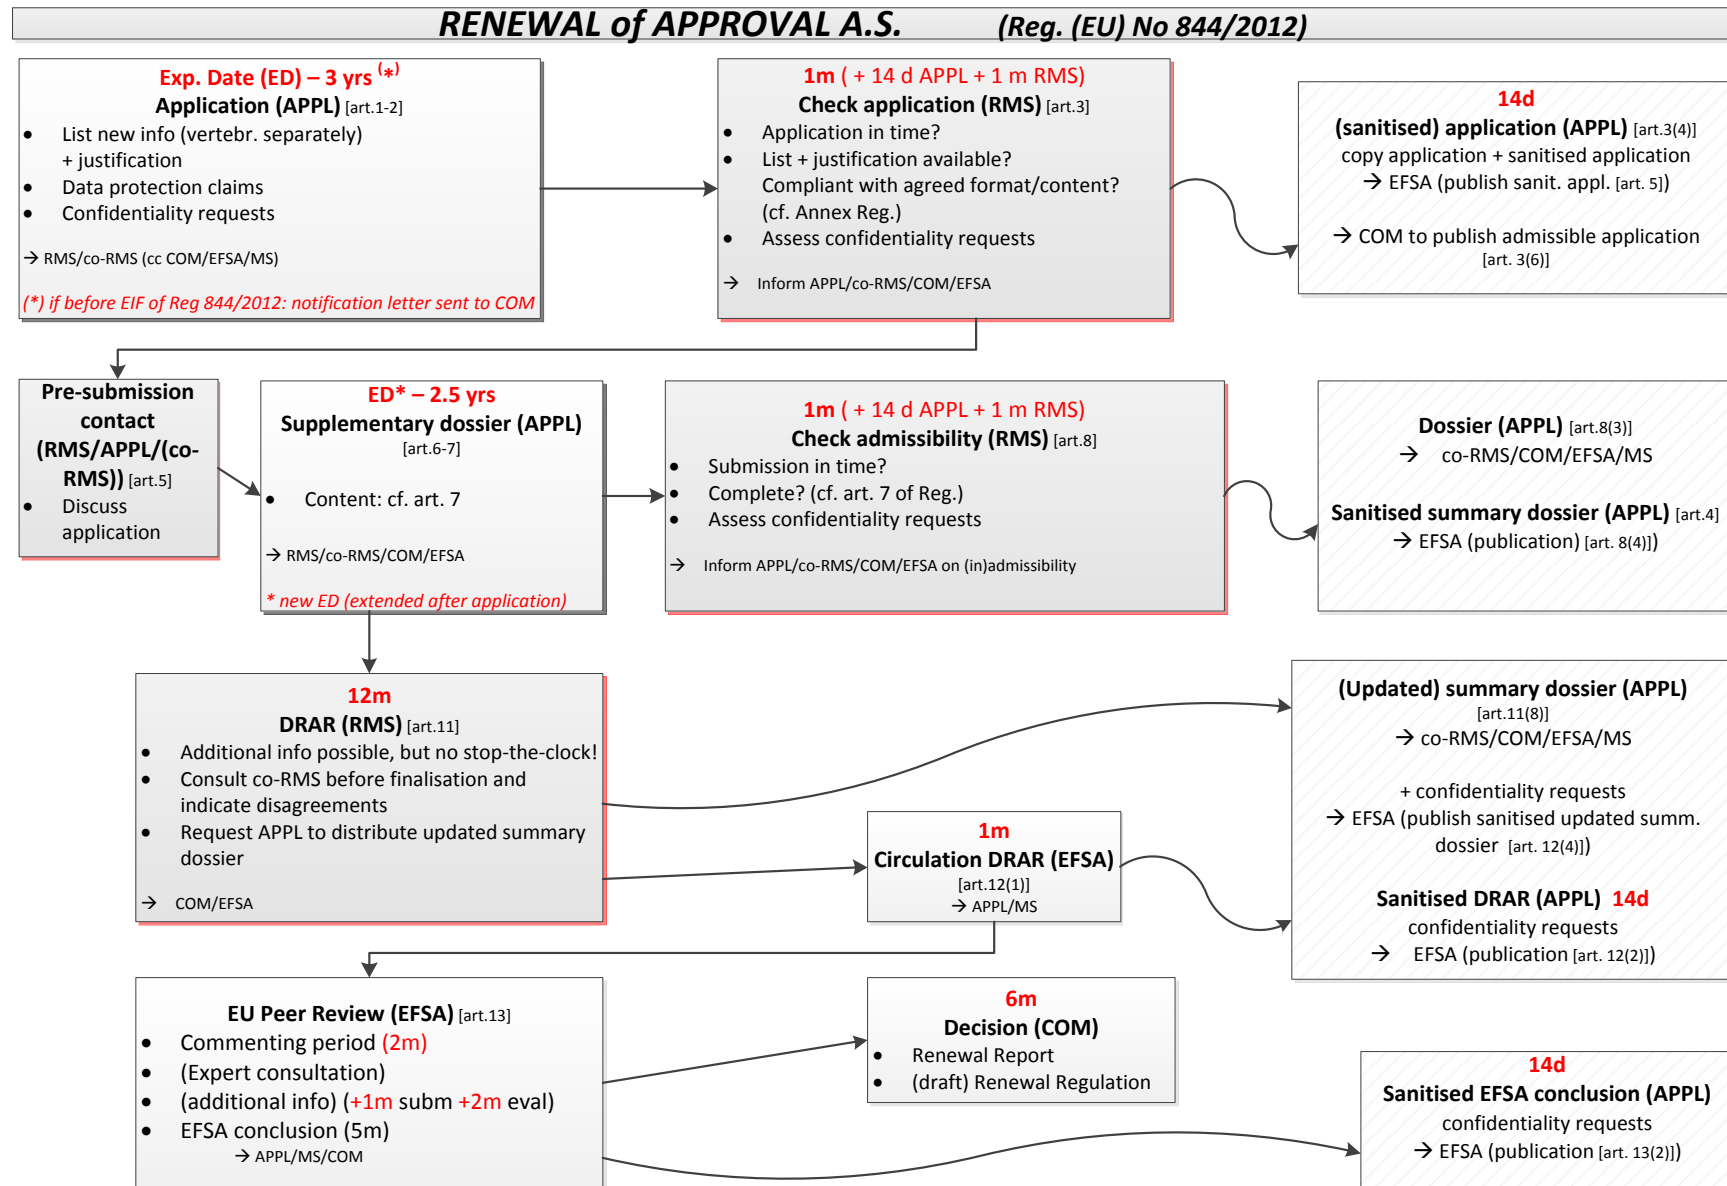 RENEWAL of APPROVAL A.S. (Reg. (EU) No 844/2012)
Exp. Date (ED) – 3 yrs (*)
Application (APPL) [art.1-2]
• List new info (vertebr. separately)
+ justification
• Data protection claims
• Confidentiality requests
→ RMS/co-RMS (cc COM/EFSA/MS)
(*) if before EIF of Reg 844/2012: notification letter sent to COM
1m ( + 14 d APPL + 1 m RMS)
Check application (RMS) [art.3]
• Application in time?
• List + justification available?
Compliant with agreed format/content?
(cf. Annex Reg.)
• Assess confidentiality requests
→ Inform APPL/co-RMS/COM/EFSA
14d
(sanitised) application (APPL) [art.3(4)]
copy application + sanitised application
→ EFSA (publish sanit. appl. [art. 5])
→ COM to publish admissible application
[art. 3(6)]
Pre-submission
contact
(RMS/APPL/(co-
RMS)) [art.5]
• Discuss
application
ED* – 2.5 yrs
Supplementary dossier (APPL)
[art.6-7]
• Content: cf. art. 7
→ RMS/co-RMS/COM/EFSA
* new ED (extended after application)
1m ( + 14 d APPL + 1 m RMS)
Check admissibility (RMS) [art.8]
• Submission in time?
• Complete? (cf. art. 7 of Reg.)
• Assess confidentiality requests
→ Inform APPL/co-RMS/COM/EFSA on (in)admissibility
Dossier (APPL) [art.8(3)]
→ co-RMS/COM/EFSA/MS
Sanitised summary dossier (APPL) [art.4]
→ EFSA (publication) [art. 8(4)])
12m
DRAR (RMS) [art.11]
• Additional info possible, but no stop-the-clock!
• Consult co-RMS before finalisation and
indicate disagreements
• Request APPL to distribute updated summary
dossier
→ COM/EFSA
1m
Circulation DRAR (EFSA)
[art.12(1)]
→ APPL/MS
(Updated) summary dossier (APPL)
[art.11(8)]
→ co-RMS/COM/EFSA/MS
+ confidentiality requests
→ EFSA (publish sanitised updated summ.
dossier [art. 12(4)])
Sanitised DRAR (APPL) 14d
confidentiality requests
→ EFSA (publication [art. 12(2)])
EU Peer Review (EFSA) [art.13]
• Commenting period (2m)
• (Expert consultation)
• (additional info) (+1m subm +2m eval)
• EFSA conclusion (5m)
→ APPL/MS/COM
6m
Decision (COM)
• Renewal Report
• (draft) Renewal Regulation
14d
Sanitised EFSA conclusion (APPL)
confidentiality requests
→ EFSA (publication [art. 13(2)])